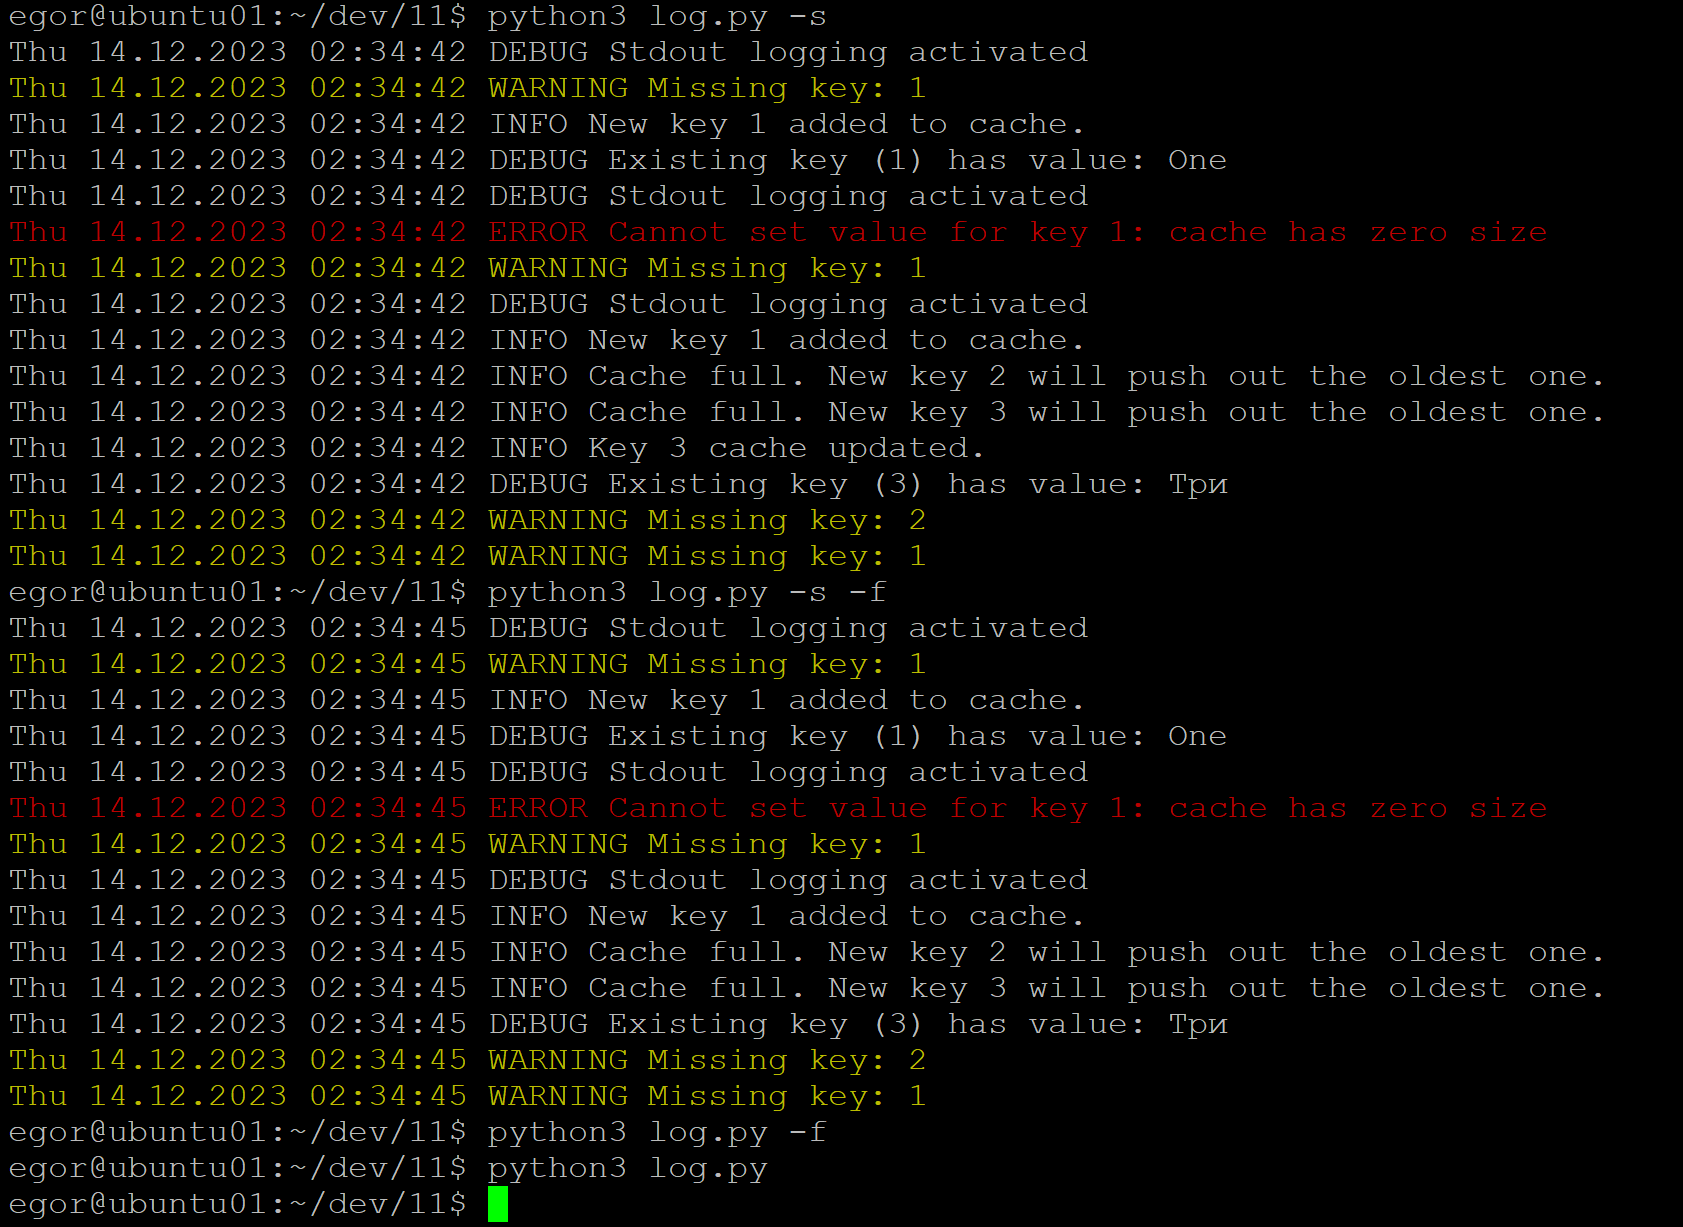 egor@ubuntu01:~/dev/11$ python3 log.py -s
Thu 14.12.2023 02:34:42 DEBUG Stdout logging activated
Thu 14.12.2023 02:34:42 WARNING Missing key: 1
Thu 14.12.2023 02:34:42 INFO New key 1 added to cache.
Thu 14.12.2023 02:34:42 DEBUG Existing key (1) has value: One
Thu 14.12.2023 02:34:42 DEBUG Stdout logging activated
Thu 14.12.2023 02:34:42 ERROR Cannot set value for key 1: cache has zero size
Thu 14.12.2023 02:34:42 WARNING Missing key: 1
Thu 14.12.2023 02:34:42 DEBUG Stdout logging activated
Thu 14.12.2023 02:34:42 INFO New key 1 added to cache.
Thu 14.12.2023 02:34:42 INFO Cache full. New key 2 will push out the oldest one.
Thu 14.12.2023 02:34:42 INFO Cache full. New key 3 will push out the oldest one.
Thu 14.12.2023 02:34:42 INFO Key 3 cache updated.
Thu 14.12.2023 02:34:42 DEBUG Existing key (3) has value: Три
Thu 14.12.2023 02:34:42 WARNING Missing key: 2
Thu 14.12.2023 02:34:42 WARNING Missing key: 1
egor@ubuntu01:~/dev/11$ python3 log.py -s -f
Thu 14.12.2023 02:34:45 DEBUG Stdout logging activated
Thu 14.12.2023 02:34:45 WARNING Missing key: 1
Thu 14.12.2023 02:34:45 INFO New key 1 added to cache.
Thu 14.12.2023 02:34:45 DEBUG Existing key (1) has value: One
Thu 14.12.2023 02:34:45 DEBUG Stdout logging activated
Thu 14.12.2023 02:34:45 ERROR Cannot set value for key 1: cache has zero size
Thu 14.12.2023 02:34:45 WARNING Missing key: 1
Thu 14.12.2023 02:34:45 DEBUG Stdout logging activated
Thu 14.12.2023 02:34:45 INFO New key 1 added to cache.
Thu 14.12.2023 02:34:45 INFO Cache full. New key 2 will push out the oldest one.
Thu 14.12.2023 02:34:45 INFO Cache full. New key 3 will push out the oldest one.
Thu 14.12.2023 02:34:45 DEBUG Existing key (3) has value: Три
Thu 14.12.2023 02:34:45 WARNING Missing key: 2
Thu 14.12.2023 02:34:45 WARNING Missing key: 1
egor@ubuntu01:~/dev/11$ python3 log.py -f
egor@ubuntu01:~/dev/11$ python3 log.py
egor@ubuntu01:~/dev/11$